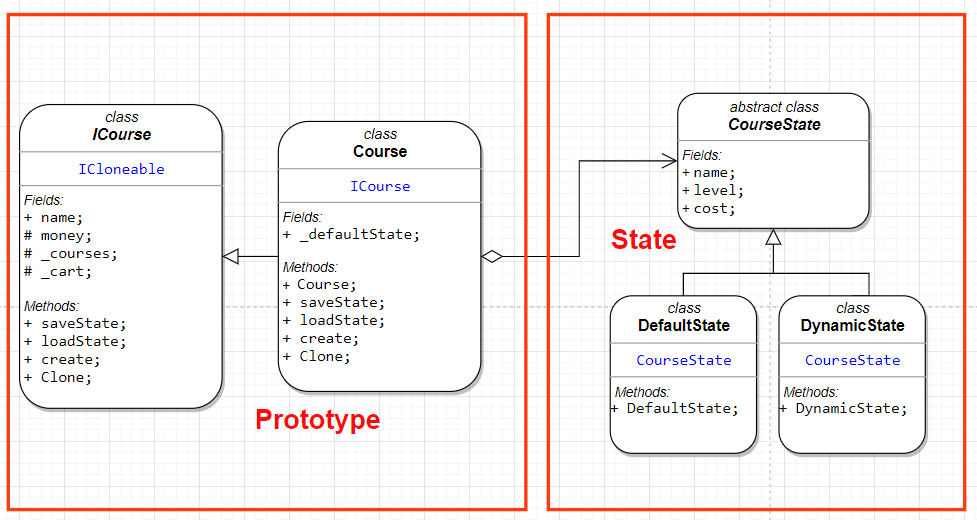 class
ICourse
ICloneable
Fields:
+ name;
# money;
# _courses;
# _cart;
Methods:
+ saveState;
+ loadState;
+ create;
+ Clone;
class
Course
ICourse
Fields:
+ _defaultState;
Methods:
+ Course;
+ saveState;
+ loadState;
+ create;
+ Clone;
Prototype
abstract class
CourseState
Fields:
+ name;
+ level;
+ cost;
State
class
DefaultState
CourseState
Methods:
+ DefaultState;
class
DynamicState
CourseState
Methods:
+ DynamicState;